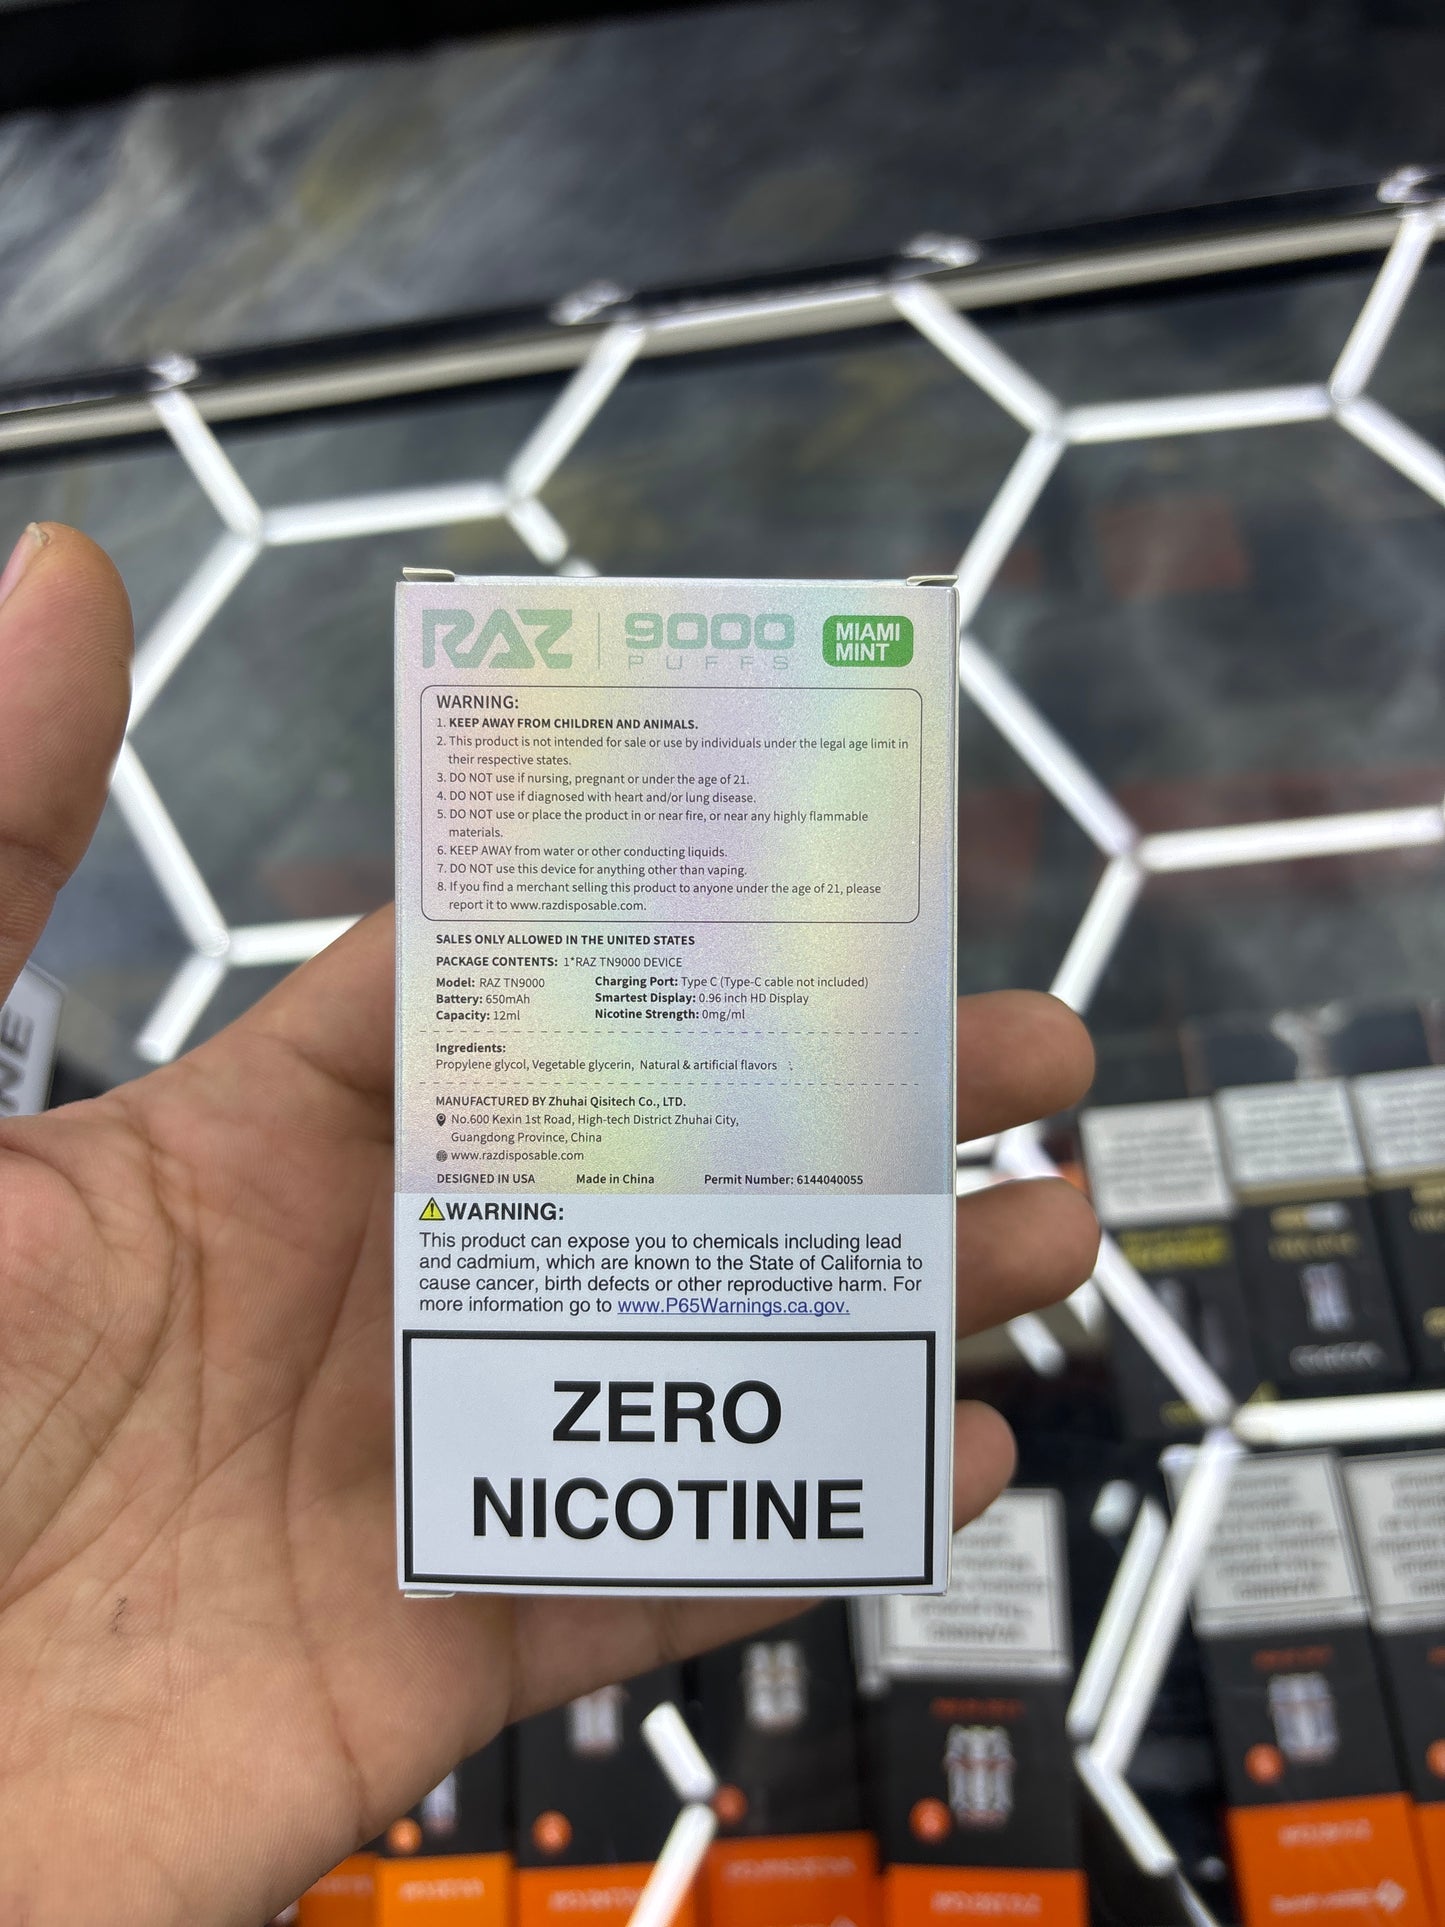 RAZ 9000 PUFFS MIAMI MINT
WARNING:
1. KEEP AWAY FROM CHILDREN AND ANIMALS.
2. This product is not intended for sale or use by individuals under the legal age limit in
their respective states.
3. DO NOT use if nursing, pregnant or under the age of 21.
4. DO NOT use if diagnosed with heart and/or lung disease.
5. DO NOT use or place the product in or near fire, or near any highly flammable
materials.
6. KEEP AWAY from water or other conducting liquids.
7. DO NOT use this device for anything other than vaping.
8. If you find a merchant selling this product to anyone under the age of 21, please
report it to www.razdisposable.com.
SALES ONLY ALLOWED IN THE UNITED STATES
PACKAGE CONTENTS: 1*RAZ TN9000 DEVICE
Model: RAZ TN9000 Charging Port: Type C (Type-C cable not included)
Battery: 650mAh Smartest Display: 0.96 inch HD Display
Capacity: 12ml Nicotine Strength: 0mg/ml
Ingredients:
Propylene glycol, Vegetable glycerin, Natural & artificial flavors
MANUFACTURED BY Zhuhai Qisitech Co., LTD.
No.600 Kexin 1st Road, High-tech District Zhuhai City,
Guangdong Province, China
www.razdisposable.com
DESIGNED IN USA Made in China Permit Number: 6144040055
WARNING:
This product can expose you to chemicals including lead
and cadmium, which are known to the State of California to
cause cancer, birth defects or other reproductive harm. For
more information go to www.P65Warnings.ca.gov.
ZERO
NICOTINE